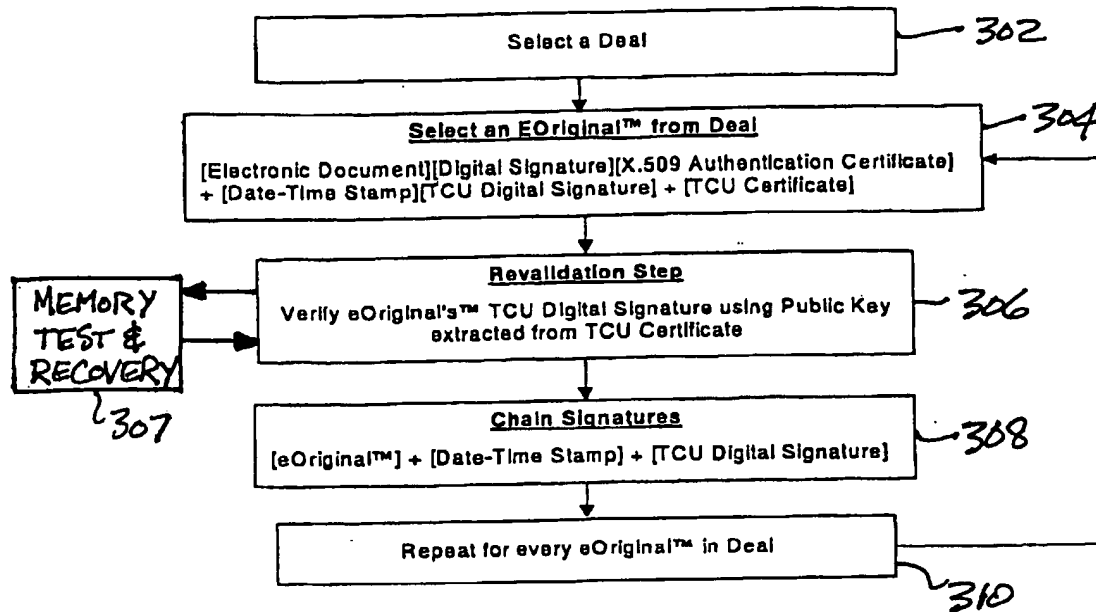 Select a Deal
302
Select an EOriginal™ from Deal
304
[Electronic Document][Digital Signature][X.509 Authentication Certificate]
+ [Date-Time Stamp][TCU Digital Signature] + [TCU Certificate]
Revalidation Step
Verify eOriginal's™ TCU Digital Signature using Public Key
extracted from TCU Certificate
306
MEMORY
TEST &
RECOVERY
307
Chain Signatures
[eOriginal™] + [Date-Time Stamp] + [TCU Digital Signature]
308
Repeat for every eOriginal™ in Deal
310